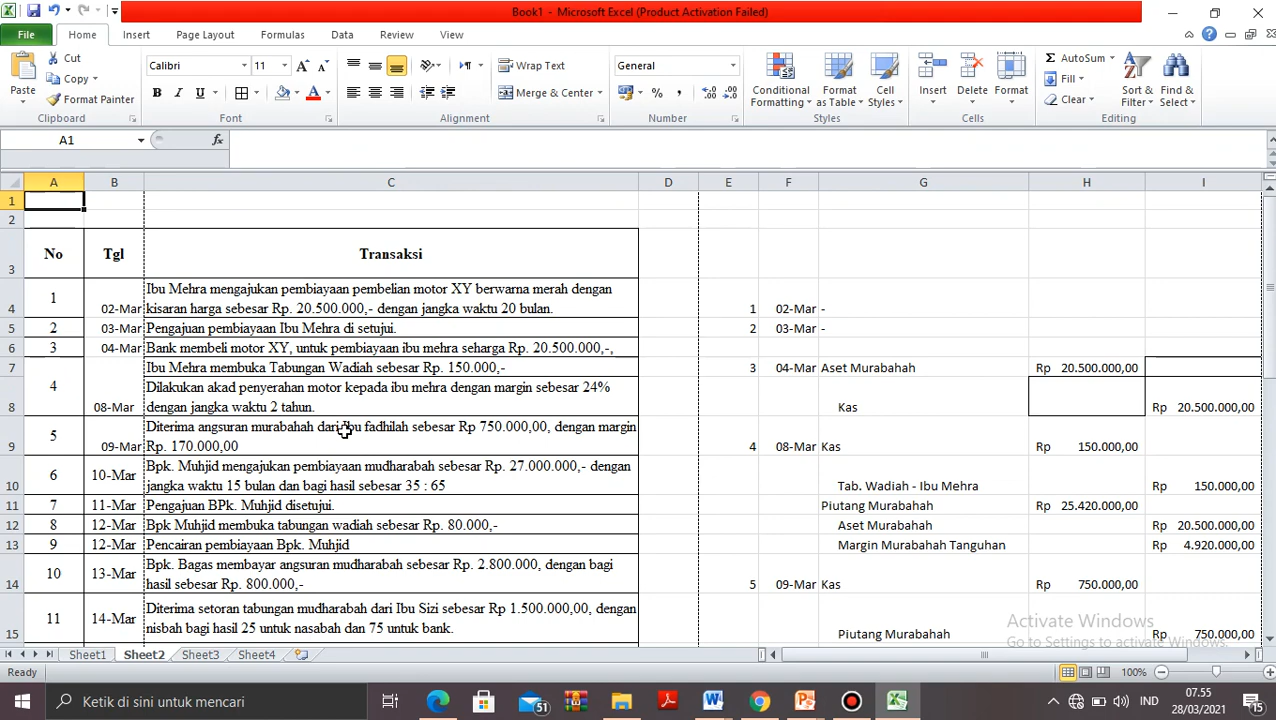 Book1 - Microsoft Excel (Product Activation Failed)
File Home Insert Page Layout Formulas Data Review View
Paste
Cut
Copy
Format Painter
Clipboard
Calibri 11 A A
B I U A
Font
Wrap Text
Merge & Center
Alignment
General
% ,
Number
Conditional Formatting
Format as Table
Cell Styles
Styles
Insert
Delete
Format
Cells
Σ AutoSum
Fill
Clear
Sort & Filter
Find & Select
Editing
A1 fx
A B C D E F G H I
1
2
3 No Tgl Transaksi
4 1 02-Mar Ibu Mehra mengajukan pembiayaan pembelian motor XY berwarna merah dengan
kisaran harga sebesar Rp. 20.500.000,- dengan jangka waktu 20 bulan. 1 02-Mar -
5 2 03-Mar Pengajuan pembiayaan Ibu Mehra di setujui. 2 03-Mar -
6 3 04-Mar Bank membeli motor XY, untuk pembiayaan ibu mehra seharga Rp. 20.500.000,-,
7 4 Ibu Mehra membuka Tabungan Wadiah sebesar Rp. 150.000,- 3 04-Mar Aset Murabahah Rp 20.500.000,00
8 08-Mar Dilakukan akad penyerahan motor kepada ibu mehra dengan margin sebesar 24%
dengan jangka waktu 2 tahun. Kas Rp 20.500.000,00
9 5 09-Mar Diterima angsuran murabahah dari Ibu fadhilah sebesar Rp 750.000,00, dengan margin
Rp. 170.000,00 4 08-Mar Kas Rp 150.000,00
10 6 10-Mar Bpk. Muhjid mengajukan pembiayaan mudharabah sebesar Rp. 27.000.000,- dengan
jangka waktu 15 bulan dan bagi hasil sebesar 35 : 65 Tab. Wadiah - Ibu Mehra Rp 150.000,00
11 7 11-Mar Pengajuan BPk. Muhjid disetujui. Piutang Murabahah Rp 25.420.000,00
12 8 12-Mar Bpk Muhjid membuka tabungan wadiah sebesar Rp. 80.000,- Aset Murabahah Rp 20.500.000,00
13 9 12-Mar Pencairan pembiayaan Bpk. Muhjid Margin Murabahah Tanguhan Rp 4.920.000,00
14 10 13-Mar Bpk. Bagas membayar angsuran mudharabah sebesar Rp. 2.800.000, dengan bagi
hasil sebesar Rp. 800.000,- 5 09-Mar Kas Rp 750.000,00
15 11 14-Mar Diterima setoran tabungan mudharabah dari Ibu Sizi sebesar Rp 1.500.000,00, dengan
nisbah bagi hasil 25 untuk nasabah dan 75 untuk bank. Piutang Murabahah Rp 750.000,00
Activate Windows
Go to Settings to activate Windows.
Sheet1 Sheet2 Sheet3 Sheet4
Ready 100%
Ketik di sini untuk mencari 51 IND 07.55
28/03/2021 15